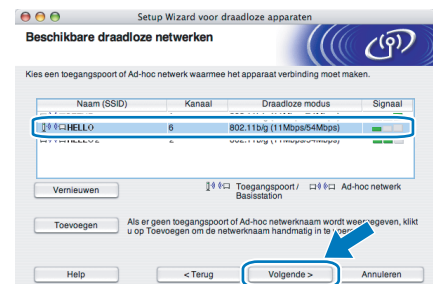 Setup Wizard voor draadloze apparaten
Beschikbare draadloze netwerken
Kies een toegangspoort of Ad-hoc netwerk waarmee het apparaat verbinding moet maken.
Naam (SSID) Kanaal Draadloze modus Signaal
HELLO 6 802.11b/g (11Mbps/54Mbps)
2 802.11b/g (11Mbps/54Mbps)
Vernieuwen
Toegangspoort / Basisstation
Ad-hoc netwerk
Toevoegen
Als er geen toegangspoort of Ad-hoc netwerknaam wordt weergegeven, klikt
u op Toevoegen om de netwerknaam handmatig in te voeren.
Help < Terug Volgende > Annuleren